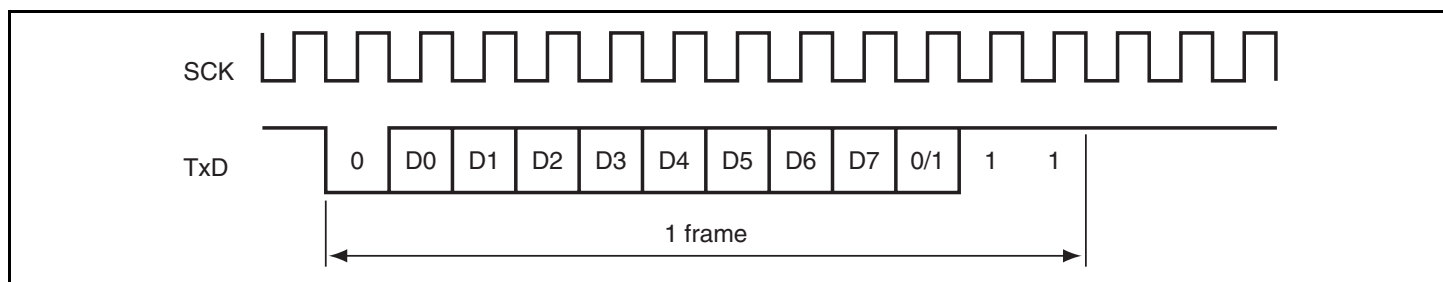 SCK
TxD 0 D0 D1 D2 D3 D4 D5 D6 D7 0/1 1 1
1 frame